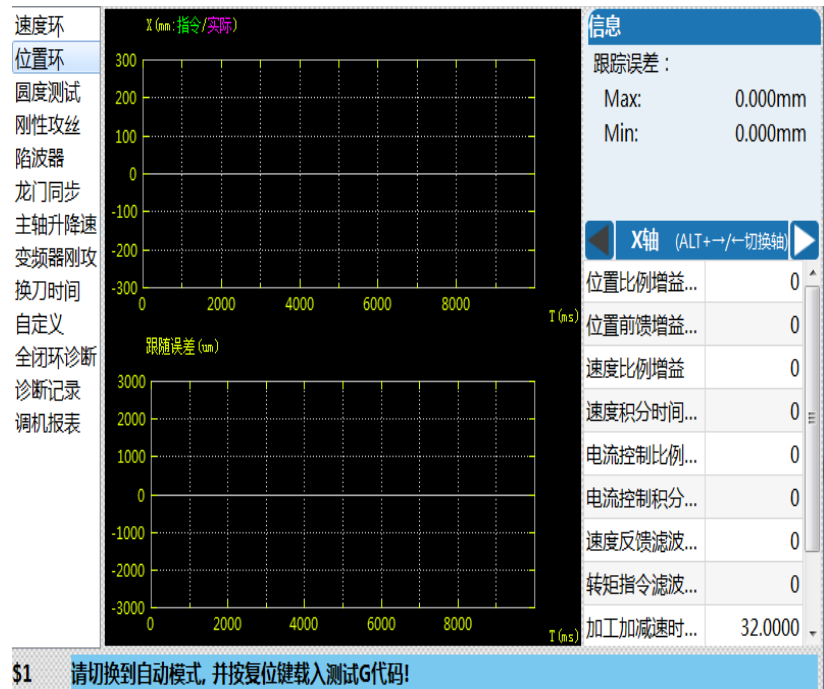 速度环
位置环
圆度测试
刚性攻丝
陷波器
龙门同步
主轴升降速
变频器刚攻
换刀时间
自定义
全闭环诊断
诊断记录
调机报表
X(mm:指令/实际)
300
200
100
0
-100
-200
-300
0 2000 4000 6000 8000
T(ms)
跟随误差(um)
3000
2000
1000
0
-1000
-2000
-3000
0 2000 4000 6000 8000
T(ms)
信息
跟踪误差：
Max: 0.000mm
Min: 0.000mm
X轴 (ALT+→/←切换轴)
位置比例增益... 0
位置前馈增益... 0
速度比例增益 0
速度积分时间... 0
电流控制比例... 0
电流控制积分... 0
速度反馈滤波... 0
转矩指令滤波... 0
加工加减速时... 32.0000
$1 请切换到自动模式, 并按复位键载入测试G代码!